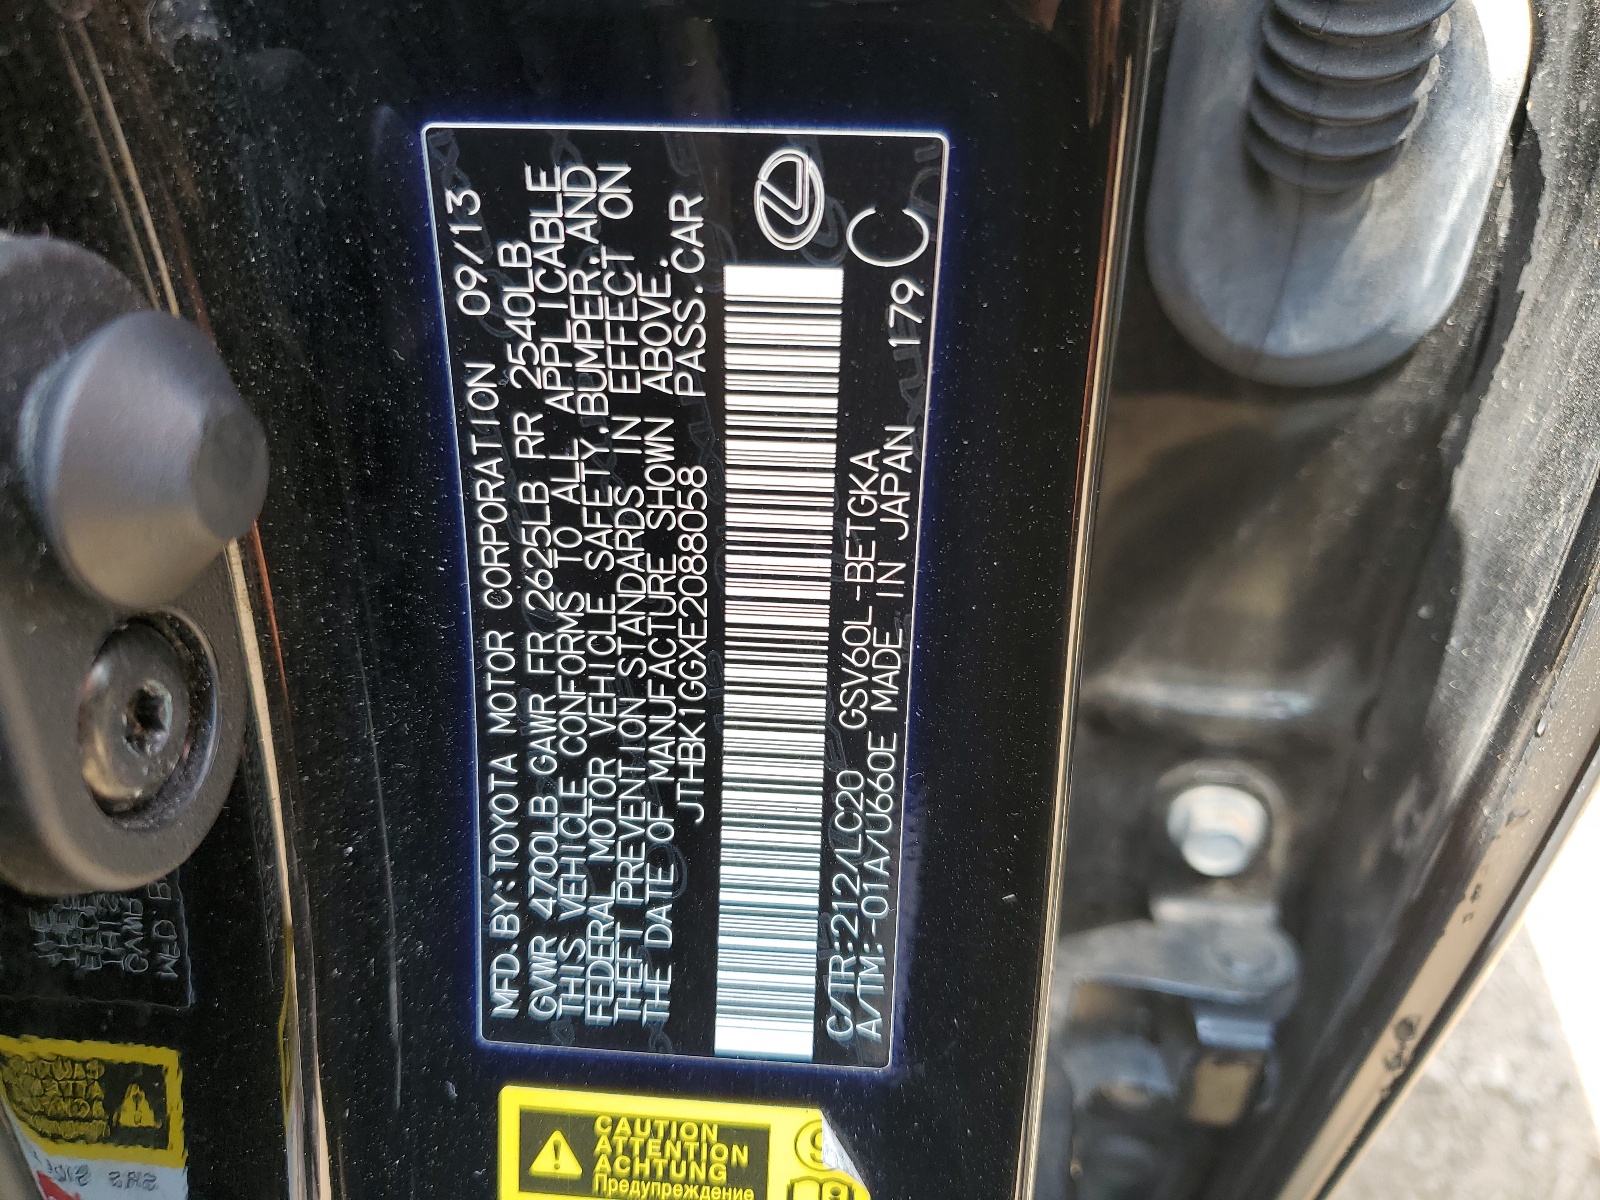 MFD.BY:TOYOTA MOTOR CORPORATION 09/13
GVWR 4700LB GAWR FR 2625LB RR 2540LB
THIS VEHICLE CONFORMS TO ALL APPLICABLE
FEDERAL MOTOR VEHICLE SAFETY.BUMPER.AND
THEFT PREVENTION STANDARDS IN EFFECT ON
THE DATE OF MANUFACTURE SHOWN ABOVE.
JTHBK1GGXE2088058 PASS.CAR
C/TR:212/LC20 GSV60L-BETGKA
A/TM:-01A/U660E MADE IN JAPAN 179 C
CAUTION
ATTENTION
ACHTUNG
Предупреждение